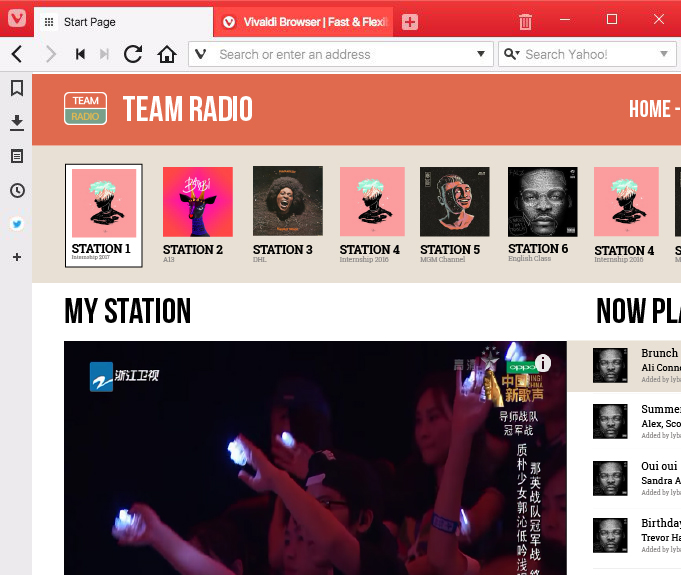 Start Page
Vivaldi Browser | Fast & Flexi
Search or enter an address
Search Yahoo!
TEAM
RADIO
TEAM RADIO
HOME -
STATION 1
Internship 2017
STATION 2
A13
STATION 3
DHL
STATION 4
Internship 2016
STATION 5
MGM Channel
STATION 6
English Class
STATION 4
Internship 2016
MY STATION
NOW PLA
浙江卫视
高清
oppo
中国
新歌声
导师战队
冠军战
质朴少女郭沁低吟浅
那英战队冠军战
Brunch
Ali Conn
Added by lyb
Summe
Alex, Sco
Added by lyb
Oui oui
Sandra A
Added by lyb
Birthday
Trevor Ha
Added by lyb